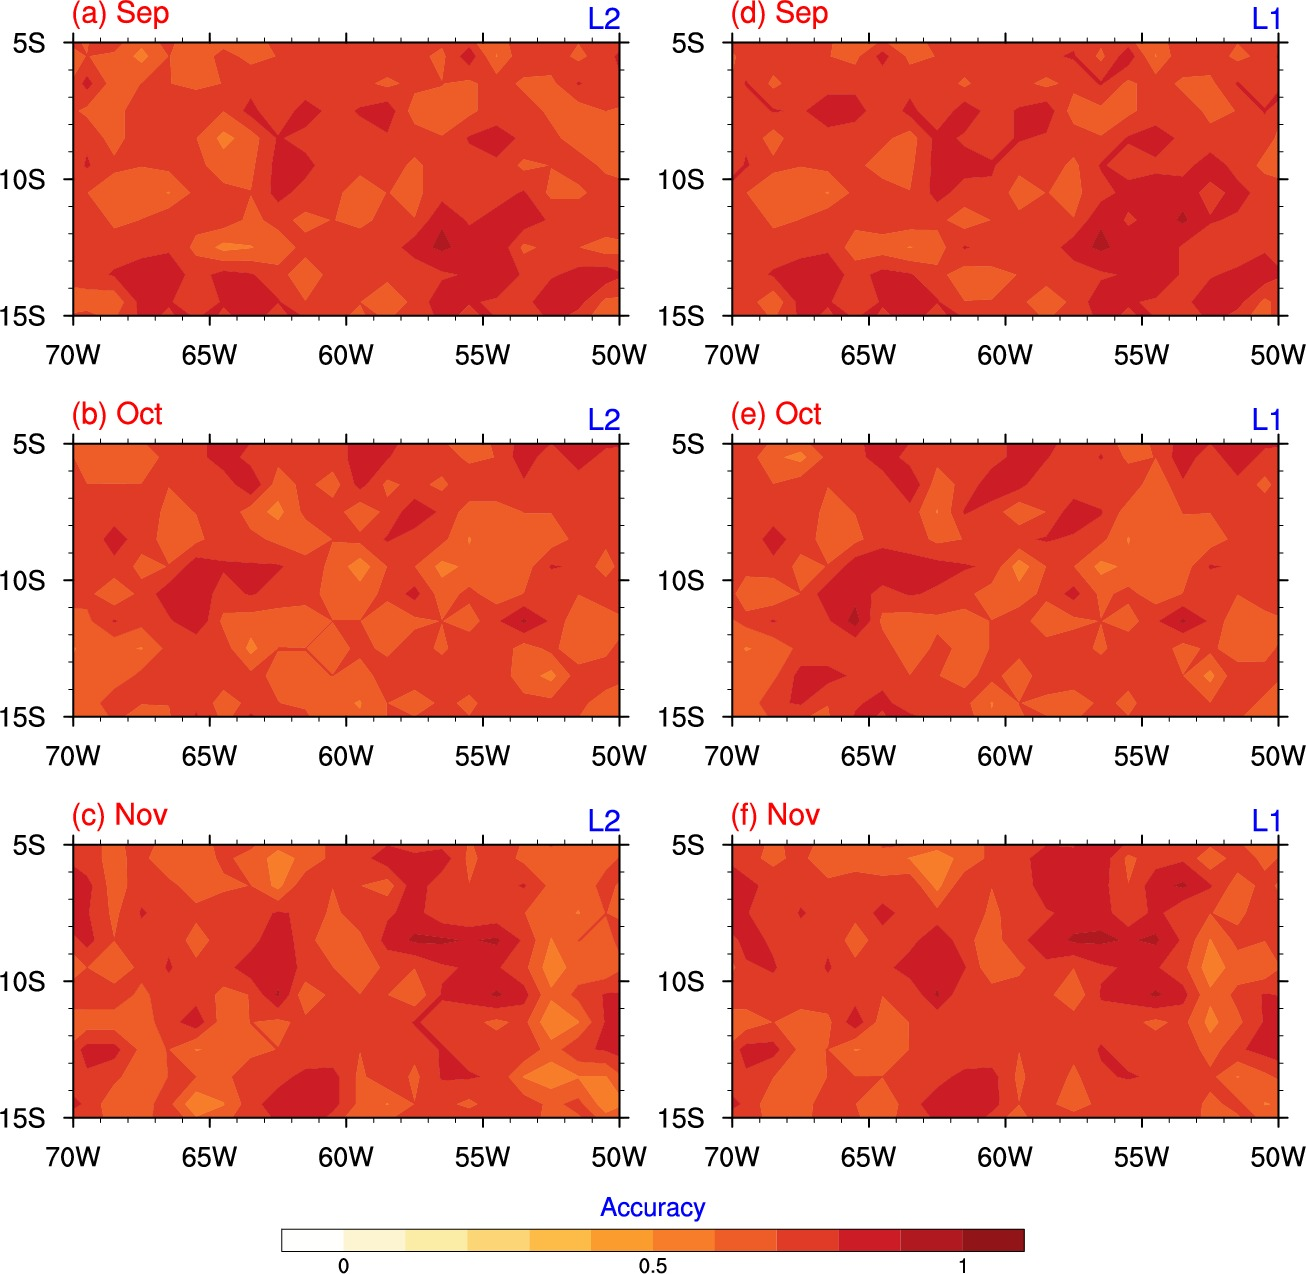 (a) Sep L2 (d) Sep L1
5S 5S
10S 10S
15S 15S
70W 65W 60W 55W 50W 70W 65W 60W 55W 50W
(b) Oct L2 (e) Oct L1
5S 5S
10S 10S
15S 15S
70W 65W 60W 55W 50W 70W 65W 60W 55W 50W
(c) Nov L2 (f) Nov L1
5S 5S
10S 10S
15S 15S
70W 65W 60W 55W 50W 70W 65W 60W 55W 50W
Accuracy
0 0.5 1